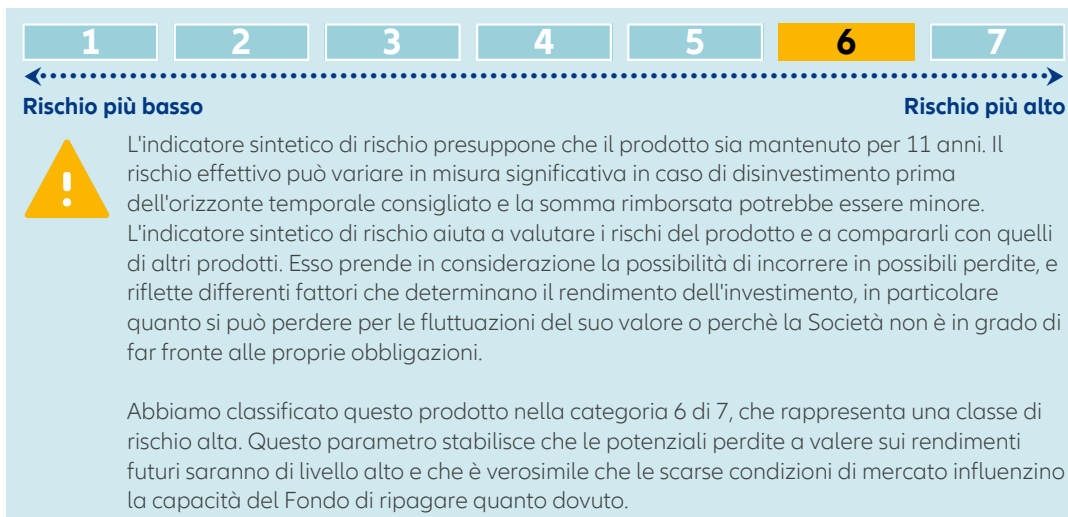 1 2 3 4 5 6 7
Rischio più basso Rischio più alto
L'indicatore sintetico di rischio presuppone che il prodotto sia mantenuto per 11 anni. Il
rischio effettivo può variare in misura significativa in caso di disinvestimento prima
dell'orizzonte temporale consigliato e la somma rimborsata potrebbe essere minore.
L'indicatore sintetico di rischio aiuta a valutare i rischi del prodotto e a compararli con quelli
di altri prodotti. Esso prende in considerazione la possibilità di incorrere in possibili perdite, e
riflette differenti fattori che determinano il rendimento dell'investimento, in particolare
quanto si può perdere per le fluttuazioni del suo valore o perchè la Società non è in grado di
far fronte alle proprie obbligazioni.
Abbiamo classificato questo prodotto nella categoria 6 di 7, che rappresenta una classe di
rischio alta. Questo parametro stabilisce che le potenziali perdite a valere sui rendimenti
futuri saranno di livello alto e che è verosimile che le scarse condizioni di mercato influenzino
la capacità del Fondo di ripagare quanto dovuto.